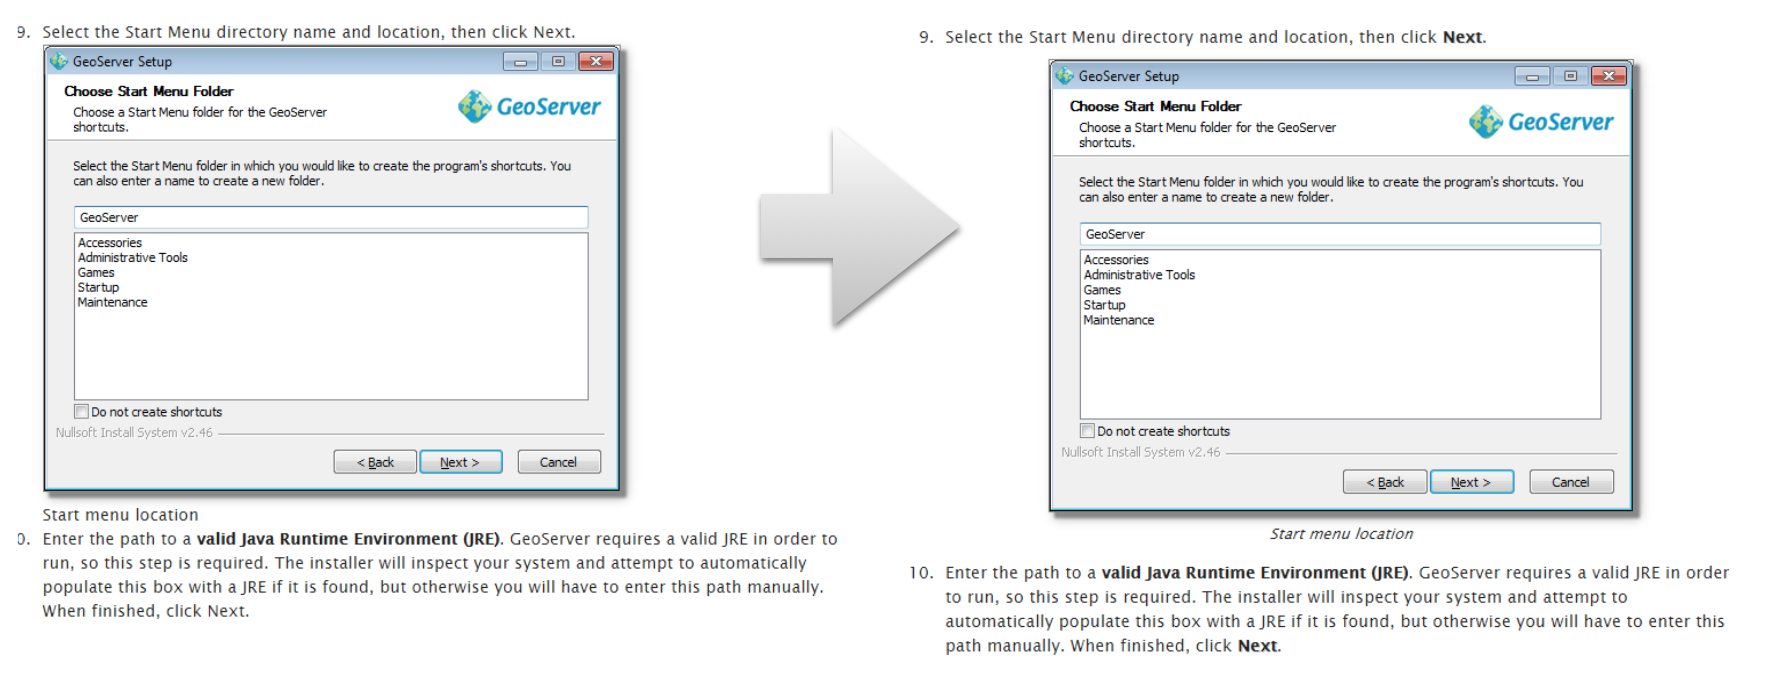 9. Select the Start Menu directory name and location, then click Next.
GeoServer Setup
Choose Start Menu Folder
Choose a Start Menu folder for the GeoServer
shortcuts.
GeoServer
Select the Start Menu folder in which you would like to create the program's shortcuts. You
can also enter a name to create a new folder.
GeoServer
Accessories
Administrative Tools
Games
Startup
Maintenance
Do not create shortcuts
Nullsoft Install System v2.46
< Back
Next >
Cancel
Start menu location
0. Enter the path to a valid Java Runtime Environment (JRE). GeoServer requires a valid JRE in order to
run, so this step is required. The installer will inspect your system and attempt to automatically
populate this box with a JRE if it is found, but otherwise you will have to enter this path manually.
When finished, click Next.
9. Select the Start Menu directory name and location, then click Next.
GeoServer Setup
Choose Start Menu Folder
Choose a Start Menu folder for the GeoServer
shortcuts.
GeoServer
Select the Start Menu folder in which you would like to create the program's shortcuts. You
can also enter a name to create a new folder.
GeoServer
Accessories
Administrative Tools
Games
Startup
Maintenance
Do not create shortcuts
Nullsoft Install System v2.46
< Back
Next >
Cancel
Start menu location
10. Enter the path to a valid Java Runtime Environment (JRE). GeoServer requires a valid JRE in order
to run, so this step is required. The installer will inspect your system and attempt to
automatically populate this box with a JRE if it is found, but otherwise you will have to enter this
path manually. When finished, click Next.